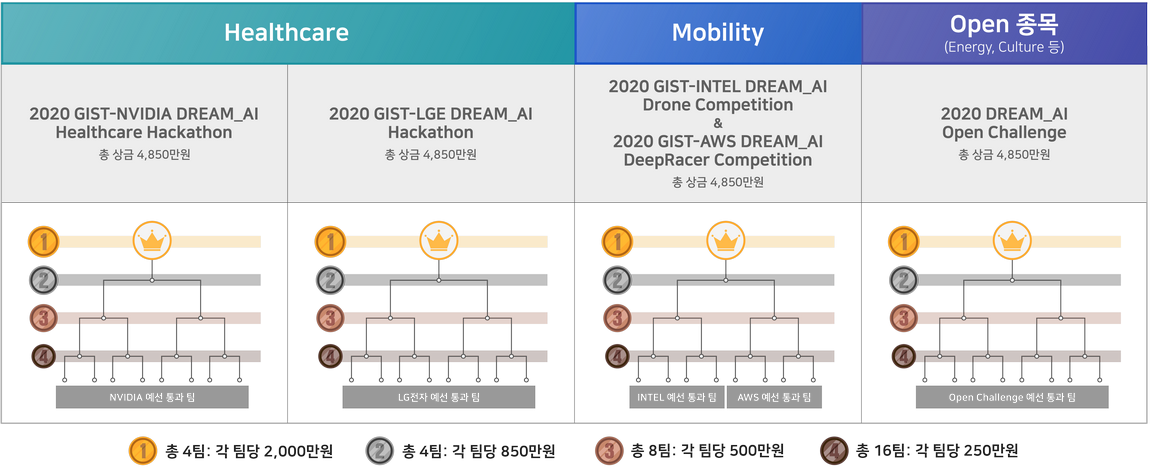 Healthcare
Mobility
Open 종목
(Energy, Culture 등)
2020 GIST-NVIDIA DREAM_AI
Healthcare Hackathon
총 상금 4,850만원
2020 GIST-LGE DREAM_AI
Hackathon
총 상금 4,850만원
2020 GIST-INTEL DREAM_AI
Drone Competition
&
2020 GIST-AWS DREAM_AI
DeepRacer Competition
총 상금 4,850만원
2020 DREAM_AI
Open Challenge
총 상금 4,850만원
1
2
3
4
NVIDIA 예선 통과 팀
1
2
3
4
LG전자 예선 통과 팀
1
2
3
4
INTEL 예선 통과 팀
AWS 예선 통과 팀
1
2
3
4
Open Challenge 예선 통과 팀
1 총 4팀: 각 팀당 2,000만원
2 총 4팀: 각 팀당 850만원
3 총 8팀: 각 팀당 500만원
4 총 16팀: 각 팀당 250만원